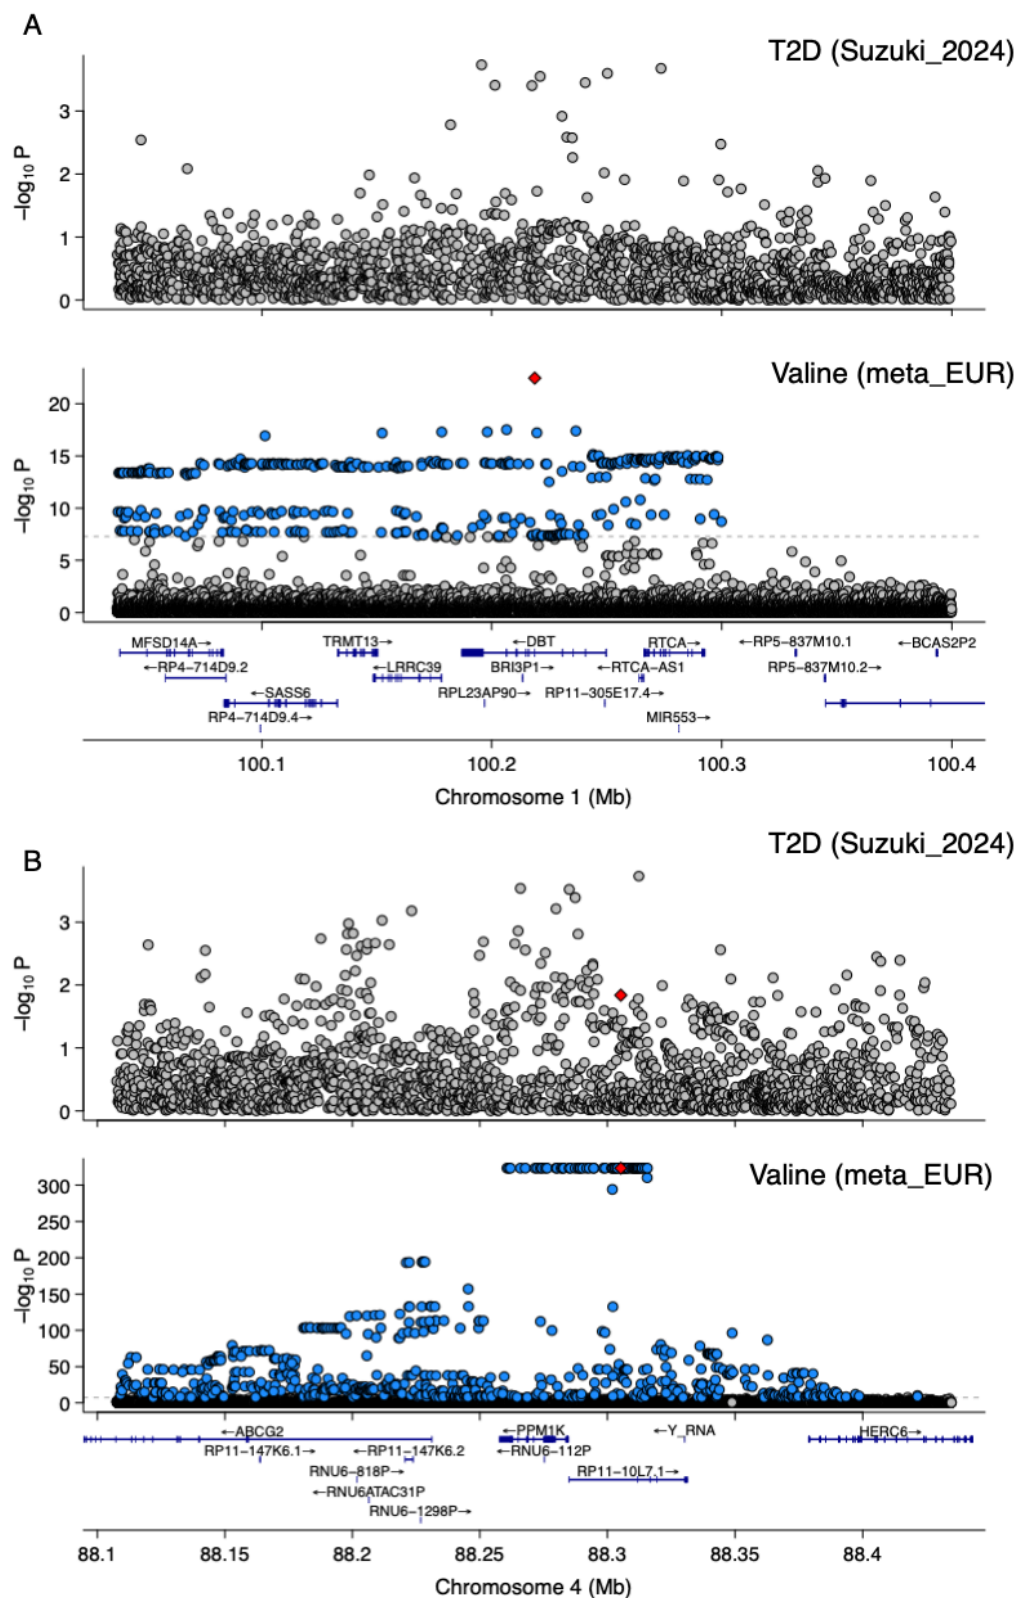 A
T2D (Suzuki_2024)
−log10 P
3
2
1
0
Valine (meta_EUR)
−log10 P
20
15
10
5
0
MFSD14A→ TRMT13→ ←DBT RTCA→ ←RP5−837M10.1 ←BCAS2P2
←RP4−714D9.2 ←LRRC39 BRI3P1→ ←RTCA−AS1 RP5−837M10.2→
←SASS6 RPL23AP90→ RP11−305E17.4→
RP4−714D9.4→ MIR553→
100.1 100.2 100.3 100.4
Chromosome 1 (Mb)
B
T2D (Suzuki_2024)
−log10 P
3
2
1
0
Valine (meta_EUR)
−log10 P
300
250
200
150
100
50
0
←ABCG2 ←PPM1K ←Y_RNA HERC6→
RP11−147K6.1→ ←RP11−147K6.2 ←RNU6−112P
RNU6−818P→ RP11−10L7.1→
←RNU6ATAC31P
RNU6−1298P→
88.1 88.15 88.2 88.25 88.3 88.35 88.4
Chromosome 4 (Mb)